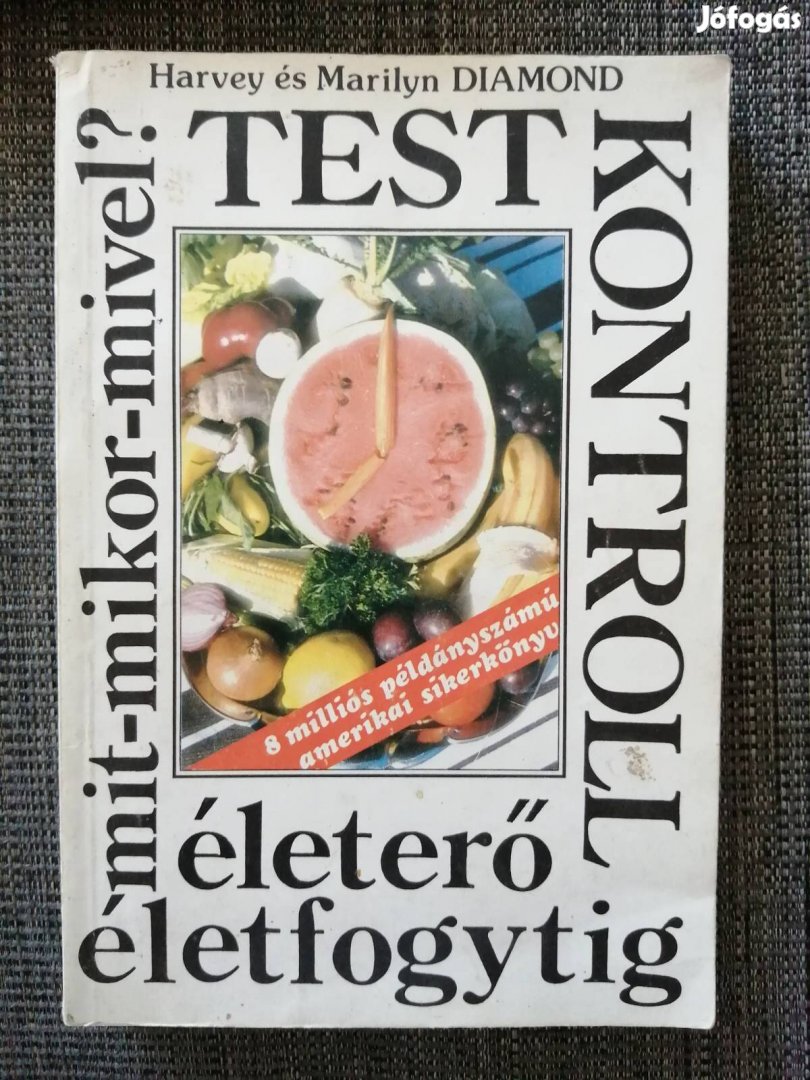 Jófogás
Harvey és Marilyn DIAMOND
TEST
KONTROLL
mit-mikor-mivel?
8 milliós példányszámú
amerikai sikerkönyv
életerő
életfogytig